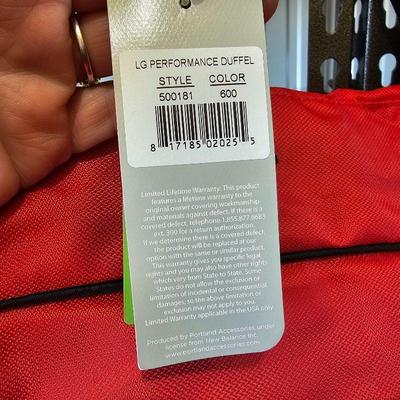 LG PERFORMANCE DUFFEL
STYLE COLOR
500181 600
8 17185 02025 5
Limited Lifetime Warranty. This product
features a lifetime warranty to the
original owner covering workmanship
and materials against defect. If there is
covered defect, telephone 1.855.877.6685
ext. 300 for a return authorization.
If we determine there is a covered defect,
the product will be replaced at our
option with the same or similar product.
This warranty gives you specific legal
rights and you may also have other rights
which vary from State to State. Some
States do not allow the exclusion or
limitation of incidental or consequential
damages, so the above limitation or
exclusion may not apply to you.
Limited Warranty applicable in the USA only
Produced by Portland Accessories under
license from New Balance Inc.
www.portlandaccessories.com